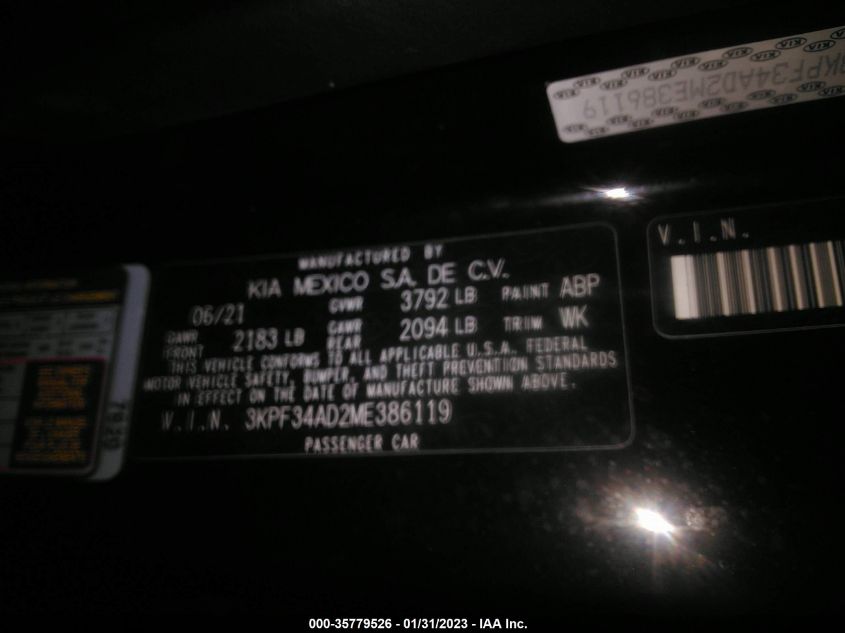 3KPF34AD2ME386119
V.I.N.
MANUFACTURED BY
KIA MEXICO S.A. DE C.V.
06/21 GVWR 3792 LB PAINT ABP
GAWR FRONT 2183 LB GAWR REAR 2094 LB TRIM WK
THIS VEHICLE CONFORMS TO ALL APPLICABLE U.S.A. FEDERAL
MOTOR VEHICLE SAFETY, BUMPER, AND THEFT PREVENTION STANDARDS
IN EFFECT ON THE DATE OF MANUFACTURE SHOWN ABOVE.
V.I.N. 3KPF34AD2ME386119
PASSENGER CAR
000-35779526 - 01/31/2023 - IAA Inc.